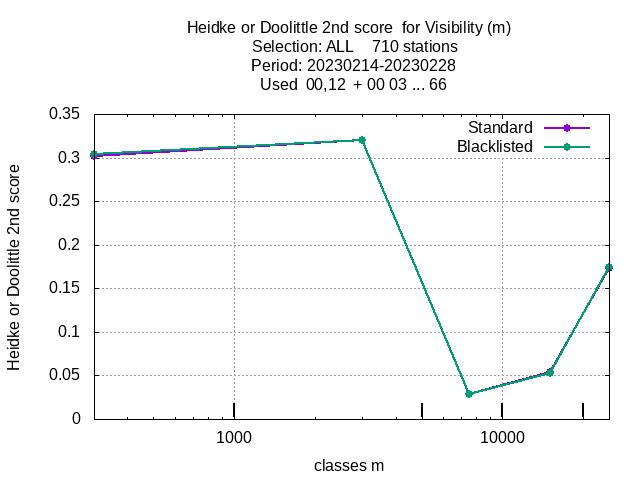 Heidke or Doolittle 2nd score  for Visibility (m)
Selection: ALL    710 stations
Period: 20230214-20230228
Used  00,12  + 00 03 ... 66
Standard
Blacklisted
0.35
0.3
0.25
0.2
0.15
0.1
0.05
0
Heidke or Doolittle 2nd score
1000
10000
classes m